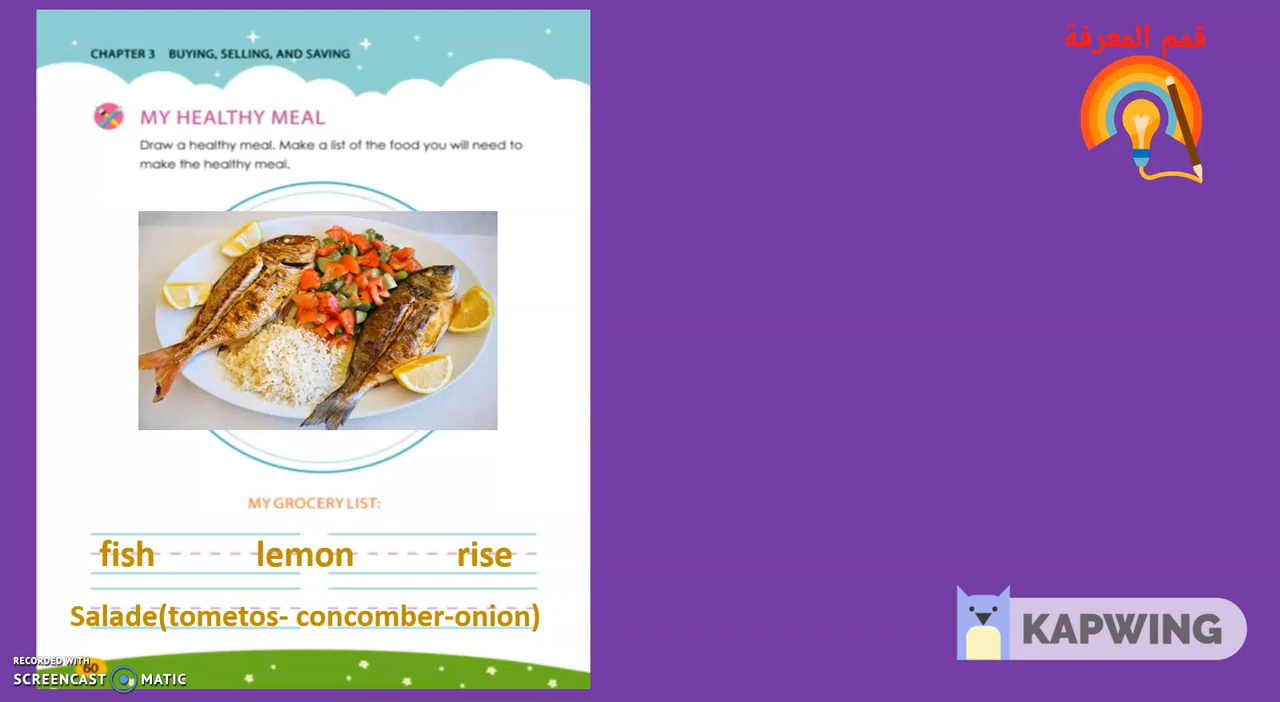 CHAPTER 3 BUYING, SELLING, AND SAVING
قمم المعرفة
MY HEALTHY MEAL
Draw a healthy meal. Make a list of the food you will need to
make the healthy meal.
MY GROCERY LIST:
fish lemon rise
Salade(tometos- concomber-onion)
60
RECORDED WITH
SCREENCAST MATIC
KAPWING